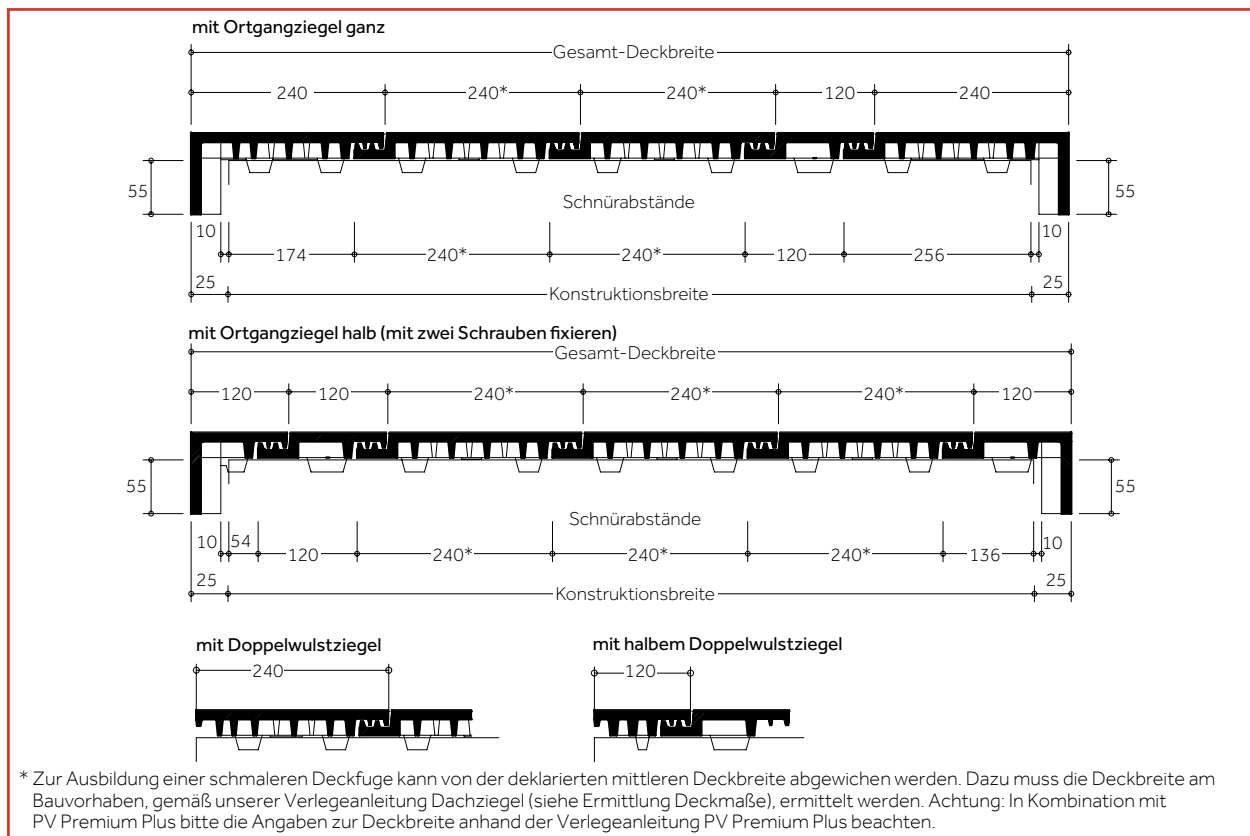 mit Ortgangziegel ganz
Gesamt-Deckbreite
240 240* 240* 120 240
55 55
Schnürabstände
10 174 240* 240* 120 256 10
25 Konstruktionsbreite 25
mit Ortgangziegel halb (mit zwei Schrauben fixieren)
Gesamt-Deckbreite
120 120 240* 240* 240* 120
55 55
Schnürabstände
10 54 120 240* 240* 240* 136 10
25 Konstruktionsbreite 25
mit Doppelwulstziegel
240
mit halbem Doppelwulstziegel
120
* Zur Ausbildung einer schmaleren Deckfuge kann von der deklarierten mittleren Deckbreite abgewichen werden. Dazu muss die Deckbreite am
Bauvorhaben, gemäß unserer Verlegeanleitung Dachziegel (siehe Ermittlung Deckmaße), ermittelt werden. Achtung: In Kombination mit
PV Premium Plus bitte die Angaben zur Deckbreite anhand der Verlegeanleitung PV Premium Plus beachten.